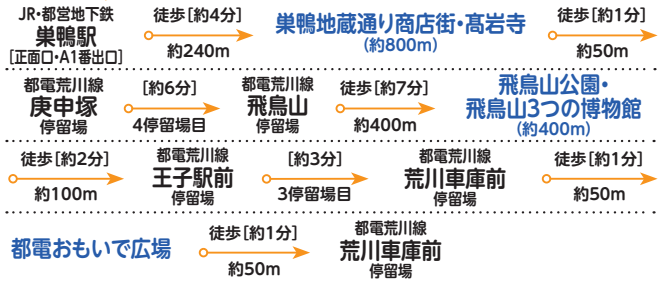 JR・都営地下鉄
巣鴨駅
[正面口・A1番出口]
徒歩[約4分]
約240m
巣鴨地蔵通り商店街・髙岩寺
(約800m)
徒歩[約1分]
約50m
都電荒川線
庚申塚
停留場
[約6分]
4停留場目
都電荒川線
飛鳥山
停留場
徒歩[約7分]
約400m
飛鳥山公園・
飛鳥山3つの博物館
(約400m)
徒歩[約2分]
約100m
都電荒川線
王子駅前
停留場
[約3分]
3停留場目
都電荒川線
荒川車庫前
停留場
徒歩[約1分]
約50m
都電おもいで広場
徒歩[約1分]
約50m
都電荒川線
荒川車庫前
停留場